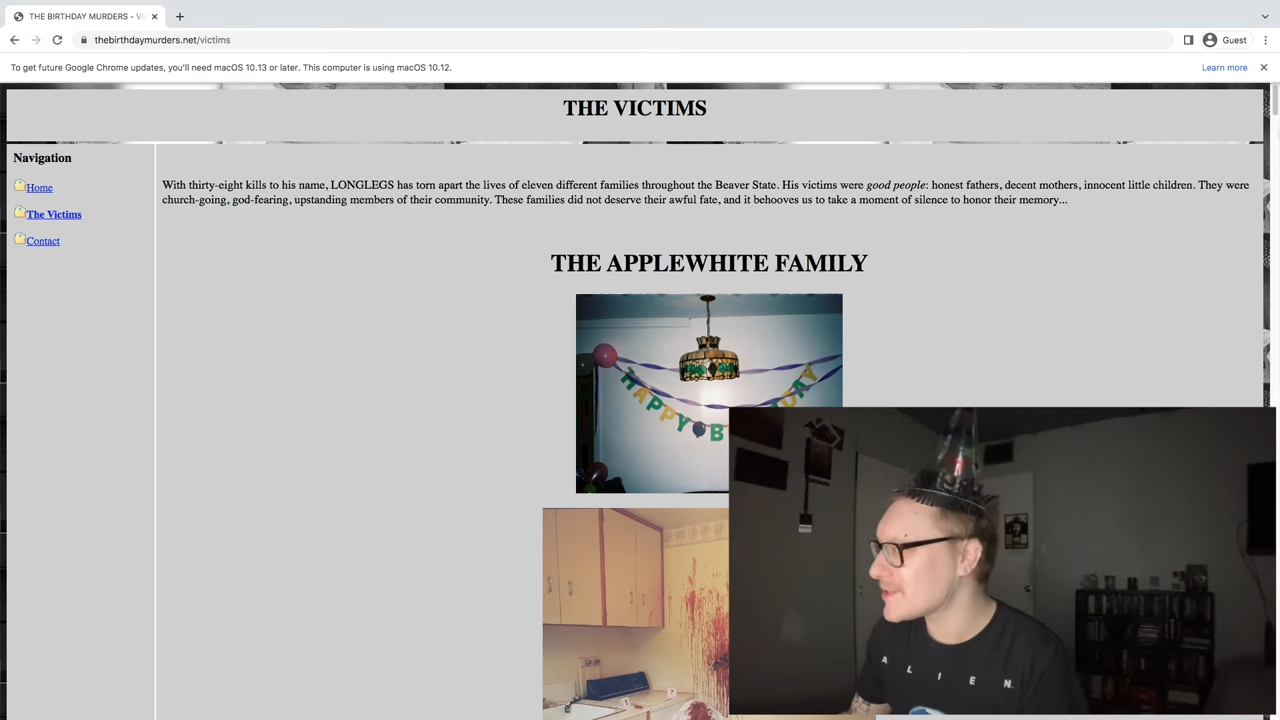 THE BIRTHDAY MURDERS - VI
thebirthdaymurders.net/victims
Guest
To get future Google Chrome updates, you'll need macOS 10.13 or later. This computer is using macOS 10.12.
Learn more
THE VICTIMS
Navigation
Home
The Victims
Contact
With thirty-eight kills to his name, LONGLEGS has torn apart the lives of eleven different families throughout the Beaver State. His victims were good people: honest fathers, decent mothers, innocent little children. They were
church-going, god-fearing, upstanding members of their community. These families did not deserve their awful fate, and it behooves us to take a moment of silence to honor their memory...
THE APPLEWHITE FAMILY
HAPPY B DAY
7
ALIEN